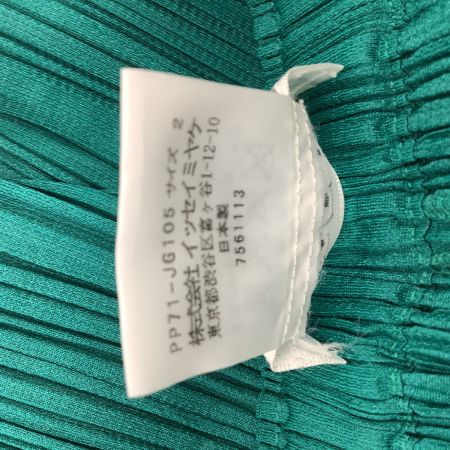 PP71-JG105 サイズ 2
株式会社 イッセイミヤケ
東京都渋谷区富ヶ谷1-12-10
日本製
7561113